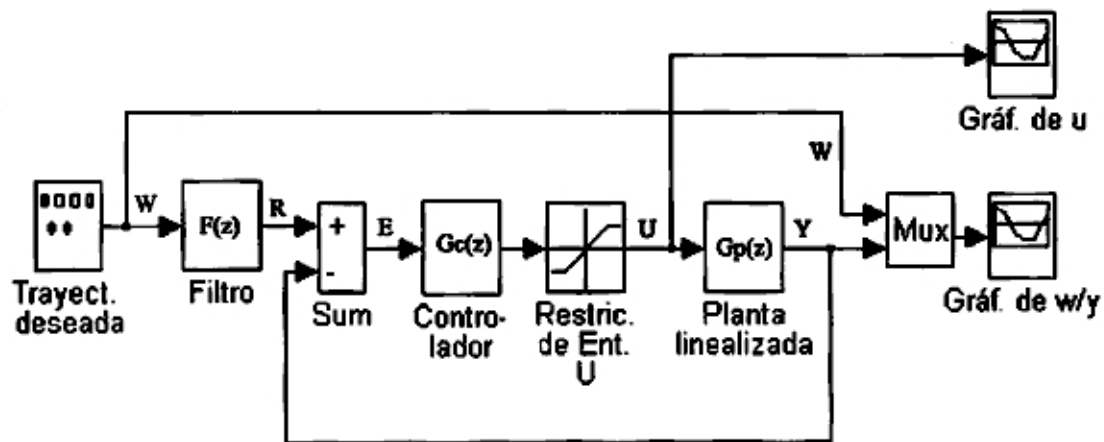 Gráf. de u
W
Trayect.
deseada
W
F(z)
Filtro
R
+
-
Sum
E
Gc(z)
Contro-
lador
Restric.
de Ent.
U
U
Gp(z)
Planta
linealizada
Y
Mux
Gráf. de w/y